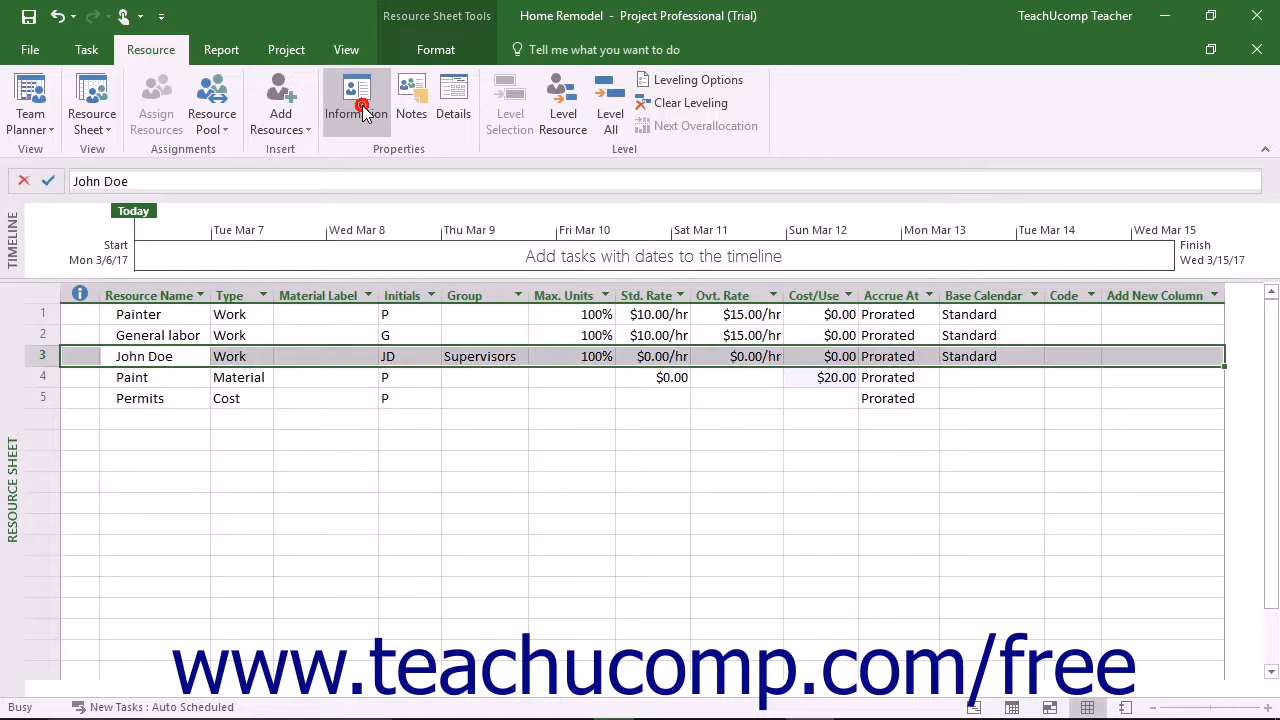 Resource Sheet Tools
Home Remodel - Project Professional (Trial)
TeachUcomp Teacher
File Task Resource Report Project View Format Tell me what you want to do
Team Planner
Resource Sheet
Assign Resources
Resource Pool
Add Resources
Information
Notes
Details
Level Selection
Level Resource
Level All
Leveling Options
Clear Leveling
Next Overallocation
View View Assignments Insert Properties Level
John Doe
TIMELINE
Today
Tue Mar 7 Wed Mar 8 Thu Mar 9 Fri Mar 10 Sat Mar 11 Sun Mar 12 Mon Mar 13 Tue Mar 14 Wed Mar 15
Start
Mon 3/6/17
Add tasks with dates to the timeline
Finish
Wed 3/15/17
RESOURCE SHEET
Resource Name Type Material Label Initials Group Max. Units Std. Rate Ovt. Rate Cost/Use Accrue At Base Calendar Code Add New Column
1 Painter Work P 100% $10.00/hr $15.00/hr $0.00 Prorated Standard
2 General labor Work G 100% $10.00/hr $15.00/hr $0.00 Prorated Standard
3 John Doe Work JD Supervisors 100% $0.00/hr $0.00/hr $0.00 Prorated Standard
4 Paint Material P $0.00 $20.00 Prorated
5 Permits Cost P Prorated
www.teachucomp.com/free
Busy New Tasks : Auto Scheduled